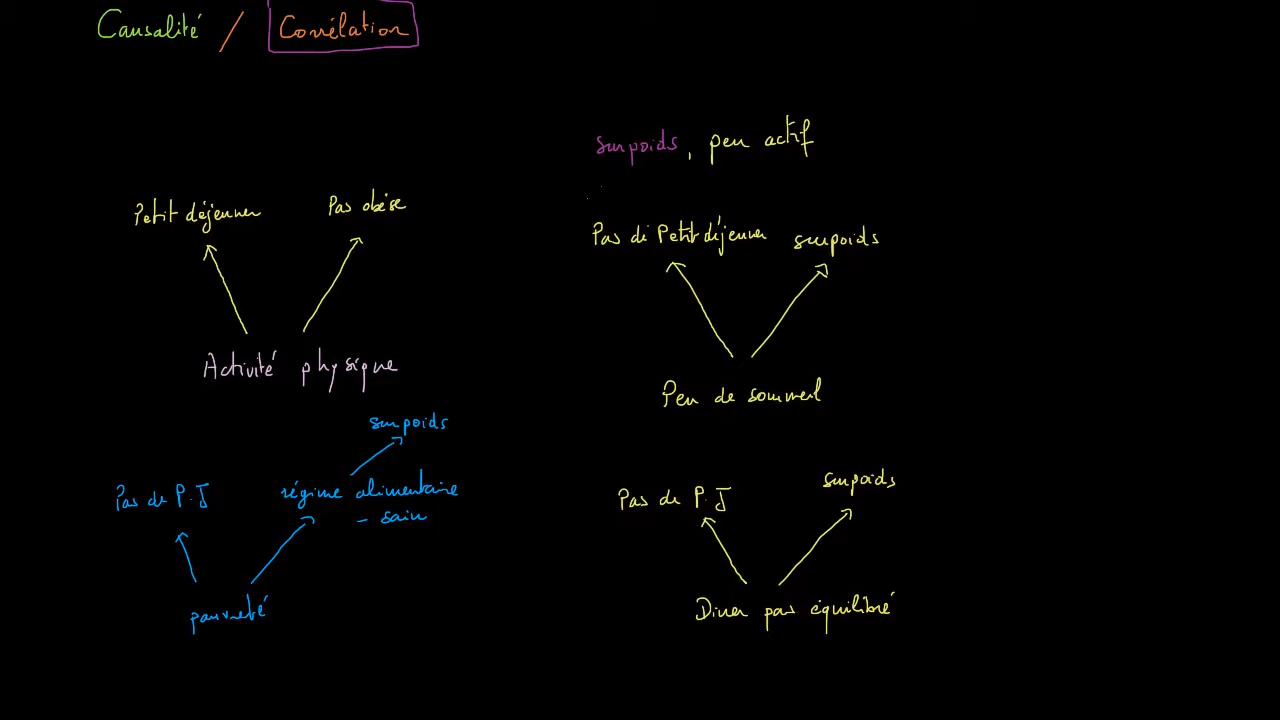 Causalité / Corrélation
surpoids, peu actif
Petit déjeuner
Pas obèse
Activité physique
Pas de Petit déjeuner
surpoids
Peu de sommeil
surpoids
Pas de P.J
régime alimentaire
- sain
pauvreté
Pas de P.J
surpoids
Diner pas équilibré